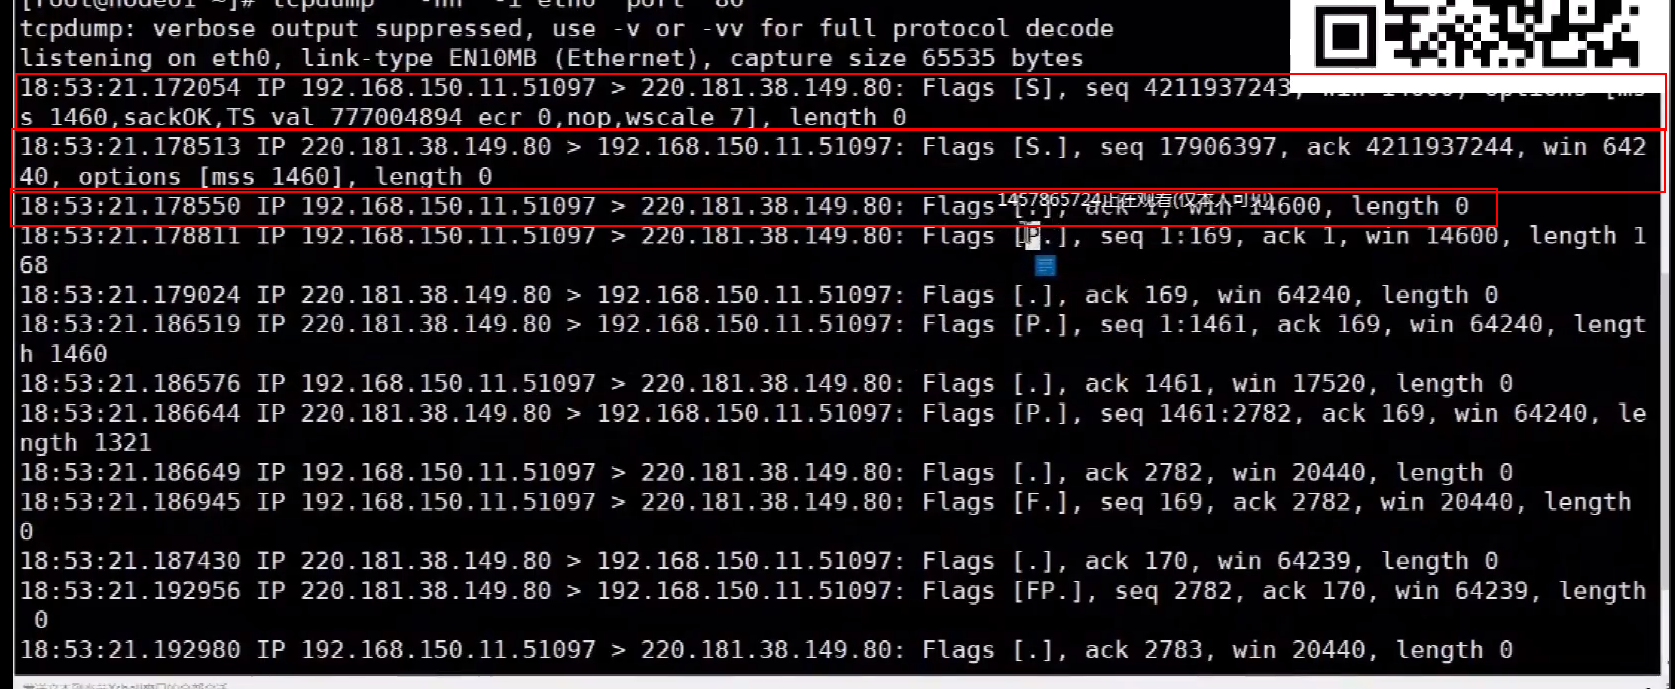 [root@node01 ~]# tcpdump -nn -i eth0 port 80
tcpdump: verbose output suppressed, use -v or -vv for full protocol decode
listening on eth0, link-type EN10MB (Ethernet), capture size 65535 bytes
18:53:21.172054 IP 192.168.150.11.51097 > 220.181.38.149.80: Flags [S], seq 4211937243, win 14600, options [ms
s 1460,sackOK,TS val 777004894 ecr 0,nop,wscale 7], length 0
18:53:21.178513 IP 220.181.38.149.80 > 192.168.150.11.51097: Flags [S.], seq 17906397, ack 4211937244, win 642
40, options [mss 1460], length 0
1457865724正在观看(仅本人可见)
18:53:21.178550 IP 192.168.150.11.51097 > 220.181.38.149.80: Flags [.], ack 1, win 14600, length 0
18:53:21.178811 IP 192.168.150.11.51097 > 220.181.38.149.80: Flags [P.], seq 1:169, ack 1, win 14600, length 1
68
18:53:21.179024 IP 220.181.38.149.80 > 192.168.150.11.51097: Flags [.], ack 169, win 64240, length 0
18:53:21.186519 IP 220.181.38.149.80 > 192.168.150.11.51097: Flags [P.], seq 1:1461, ack 169, win 64240, lengt
h 1460
18:53:21.186576 IP 192.168.150.11.51097 > 220.181.38.149.80: Flags [.], ack 1461, win 17520, length 0
18:53:21.186644 IP 220.181.38.149.80 > 192.168.150.11.51097: Flags [P.], seq 1461:2782, ack 169, win 64240, le
ngth 1321
18:53:21.186649 IP 192.168.150.11.51097 > 220.181.38.149.80: Flags [.], ack 2782, win 20440, length 0
18:53:21.186945 IP 192.168.150.11.51097 > 220.181.38.149.80: Flags [F.], seq 169, ack 2782, win 20440, length
0
18:53:21.187430 IP 220.181.38.149.80 > 192.168.150.11.51097: Flags [.], ack 170, win 64239, length 0
18:53:21.192956 IP 220.181.38.149.80 > 192.168.150.11.51097: Flags [FP.], seq 2782, ack 170, win 64239, length
0
18:53:21.192980 IP 192.168.150.11.51097 > 220.181.38.149.80: Flags [.], ack 2783, win 20440, length 0